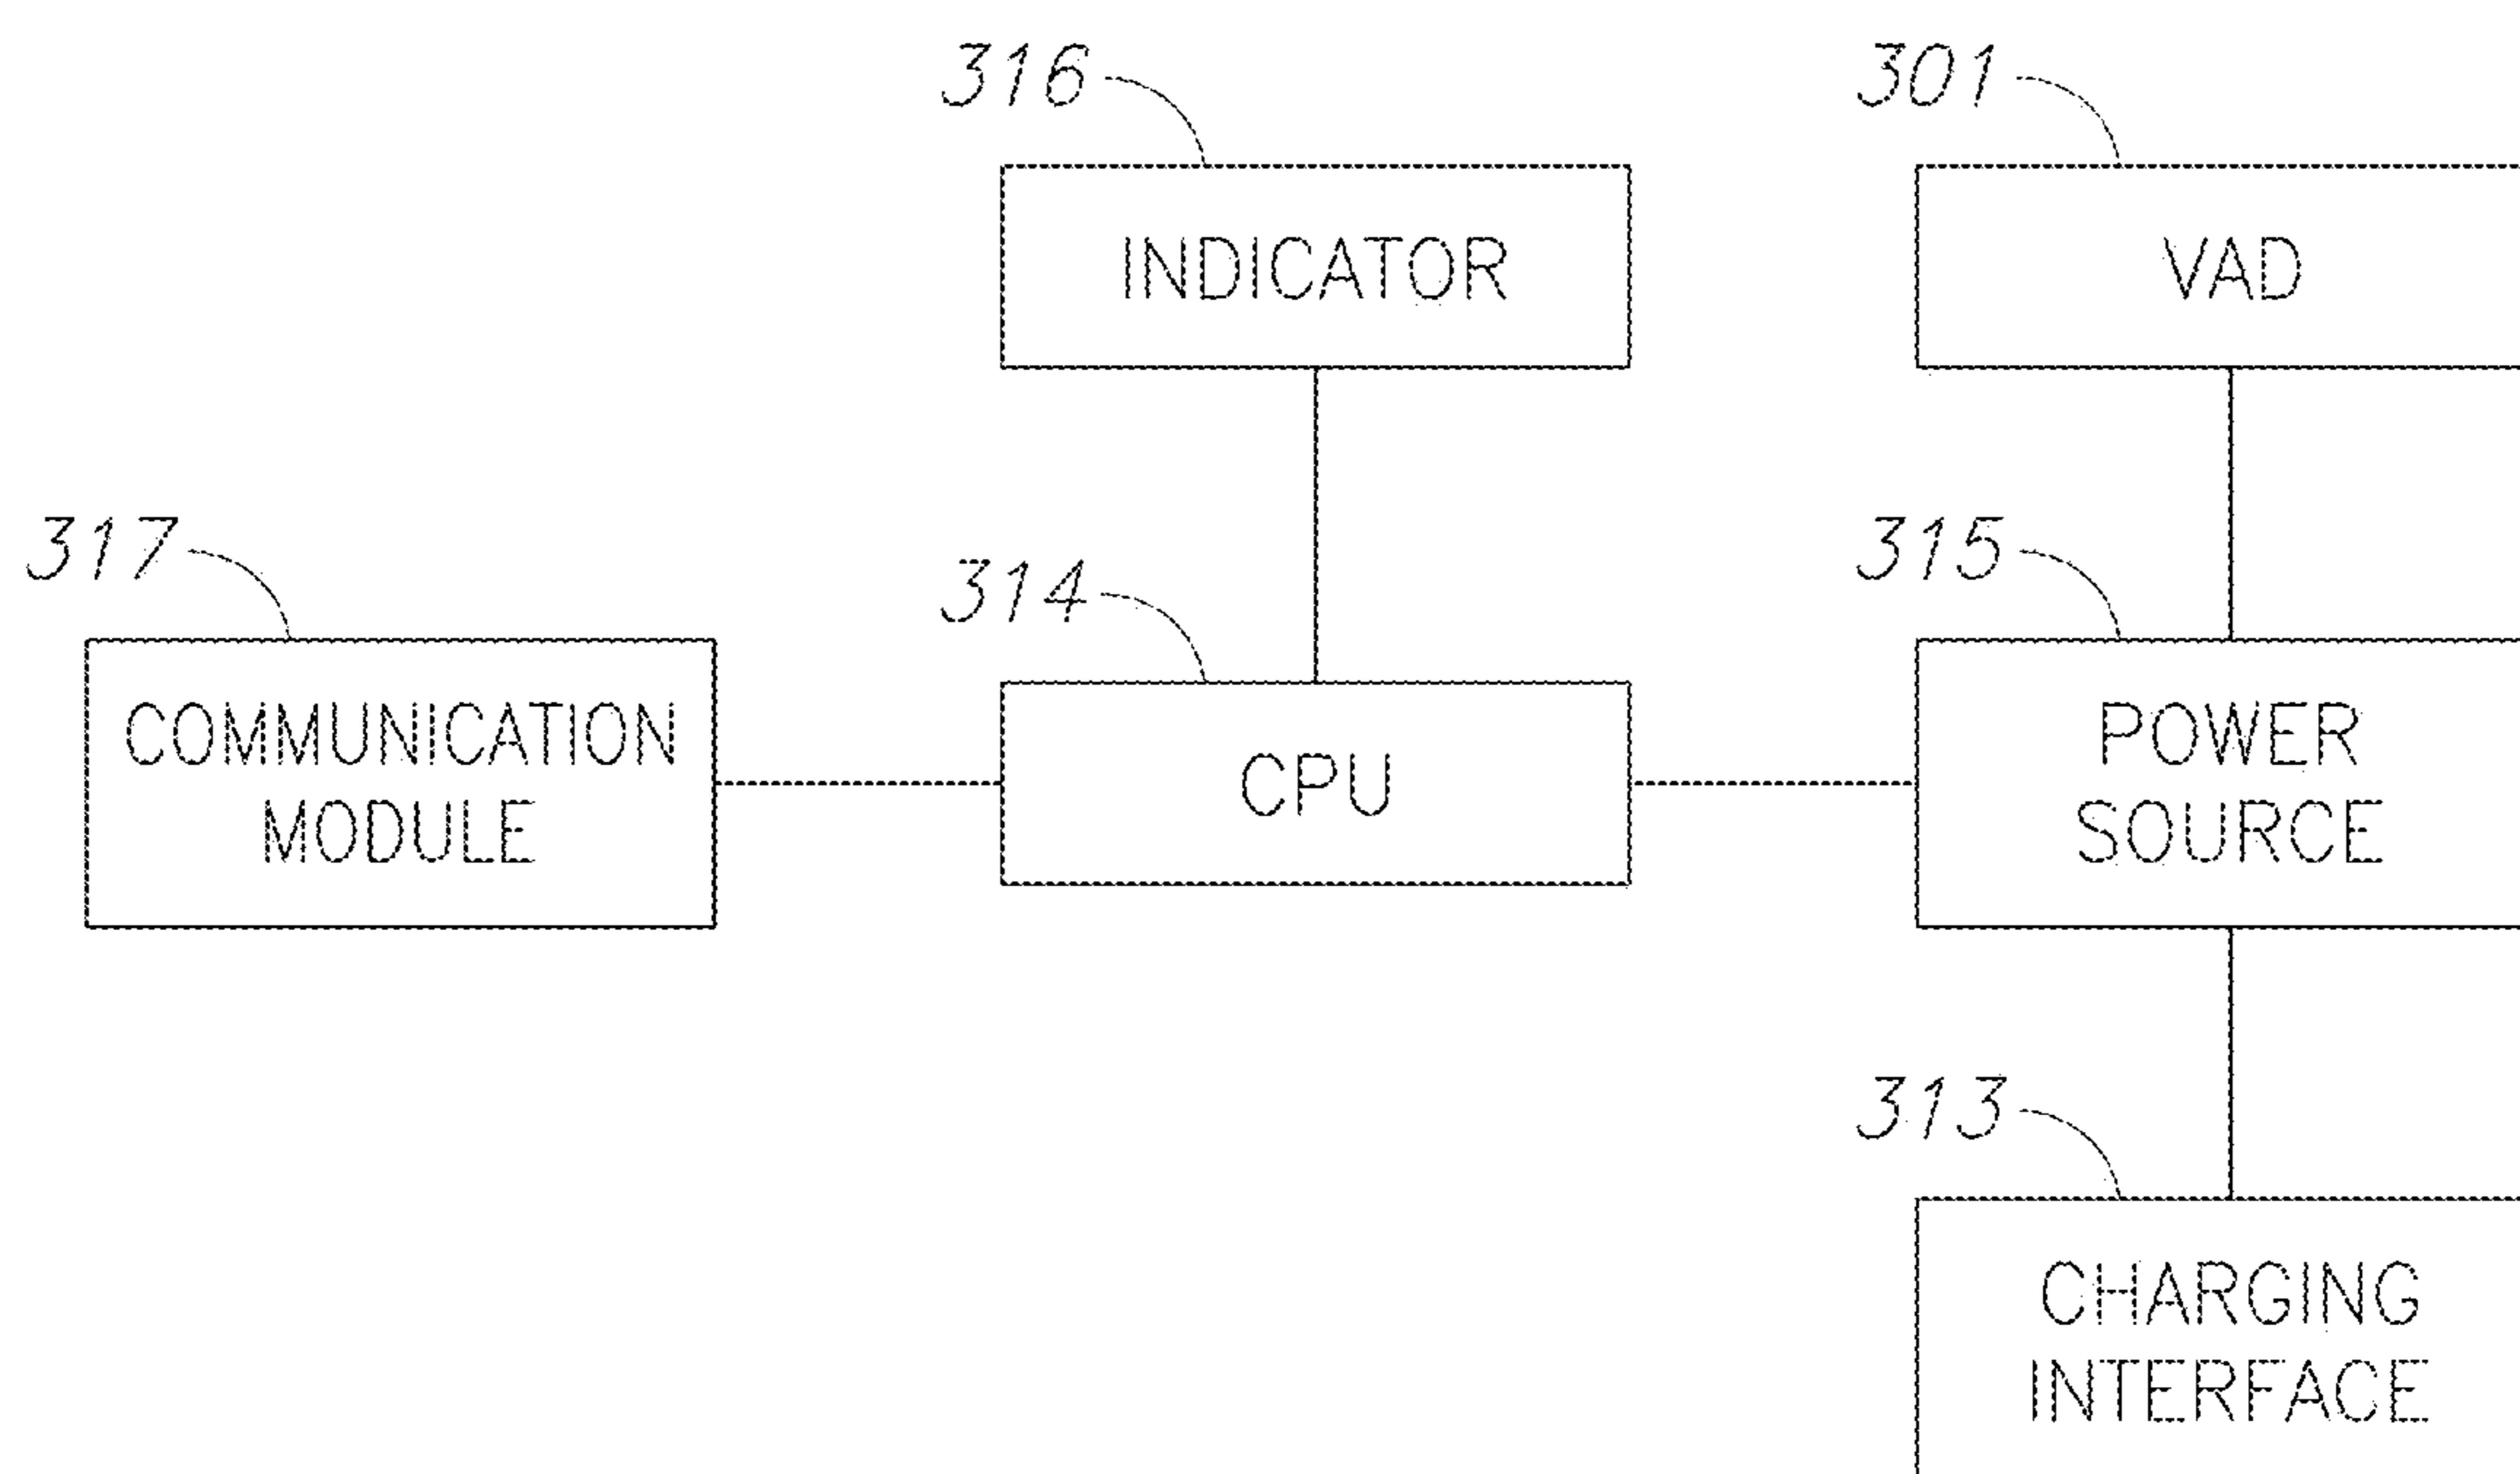 316
301
INDICATOR
VAD
317
314
315
COMMUNICATION
MODULE
CPU
POWER
SOURCE
313
CHARGING
INTERFACE